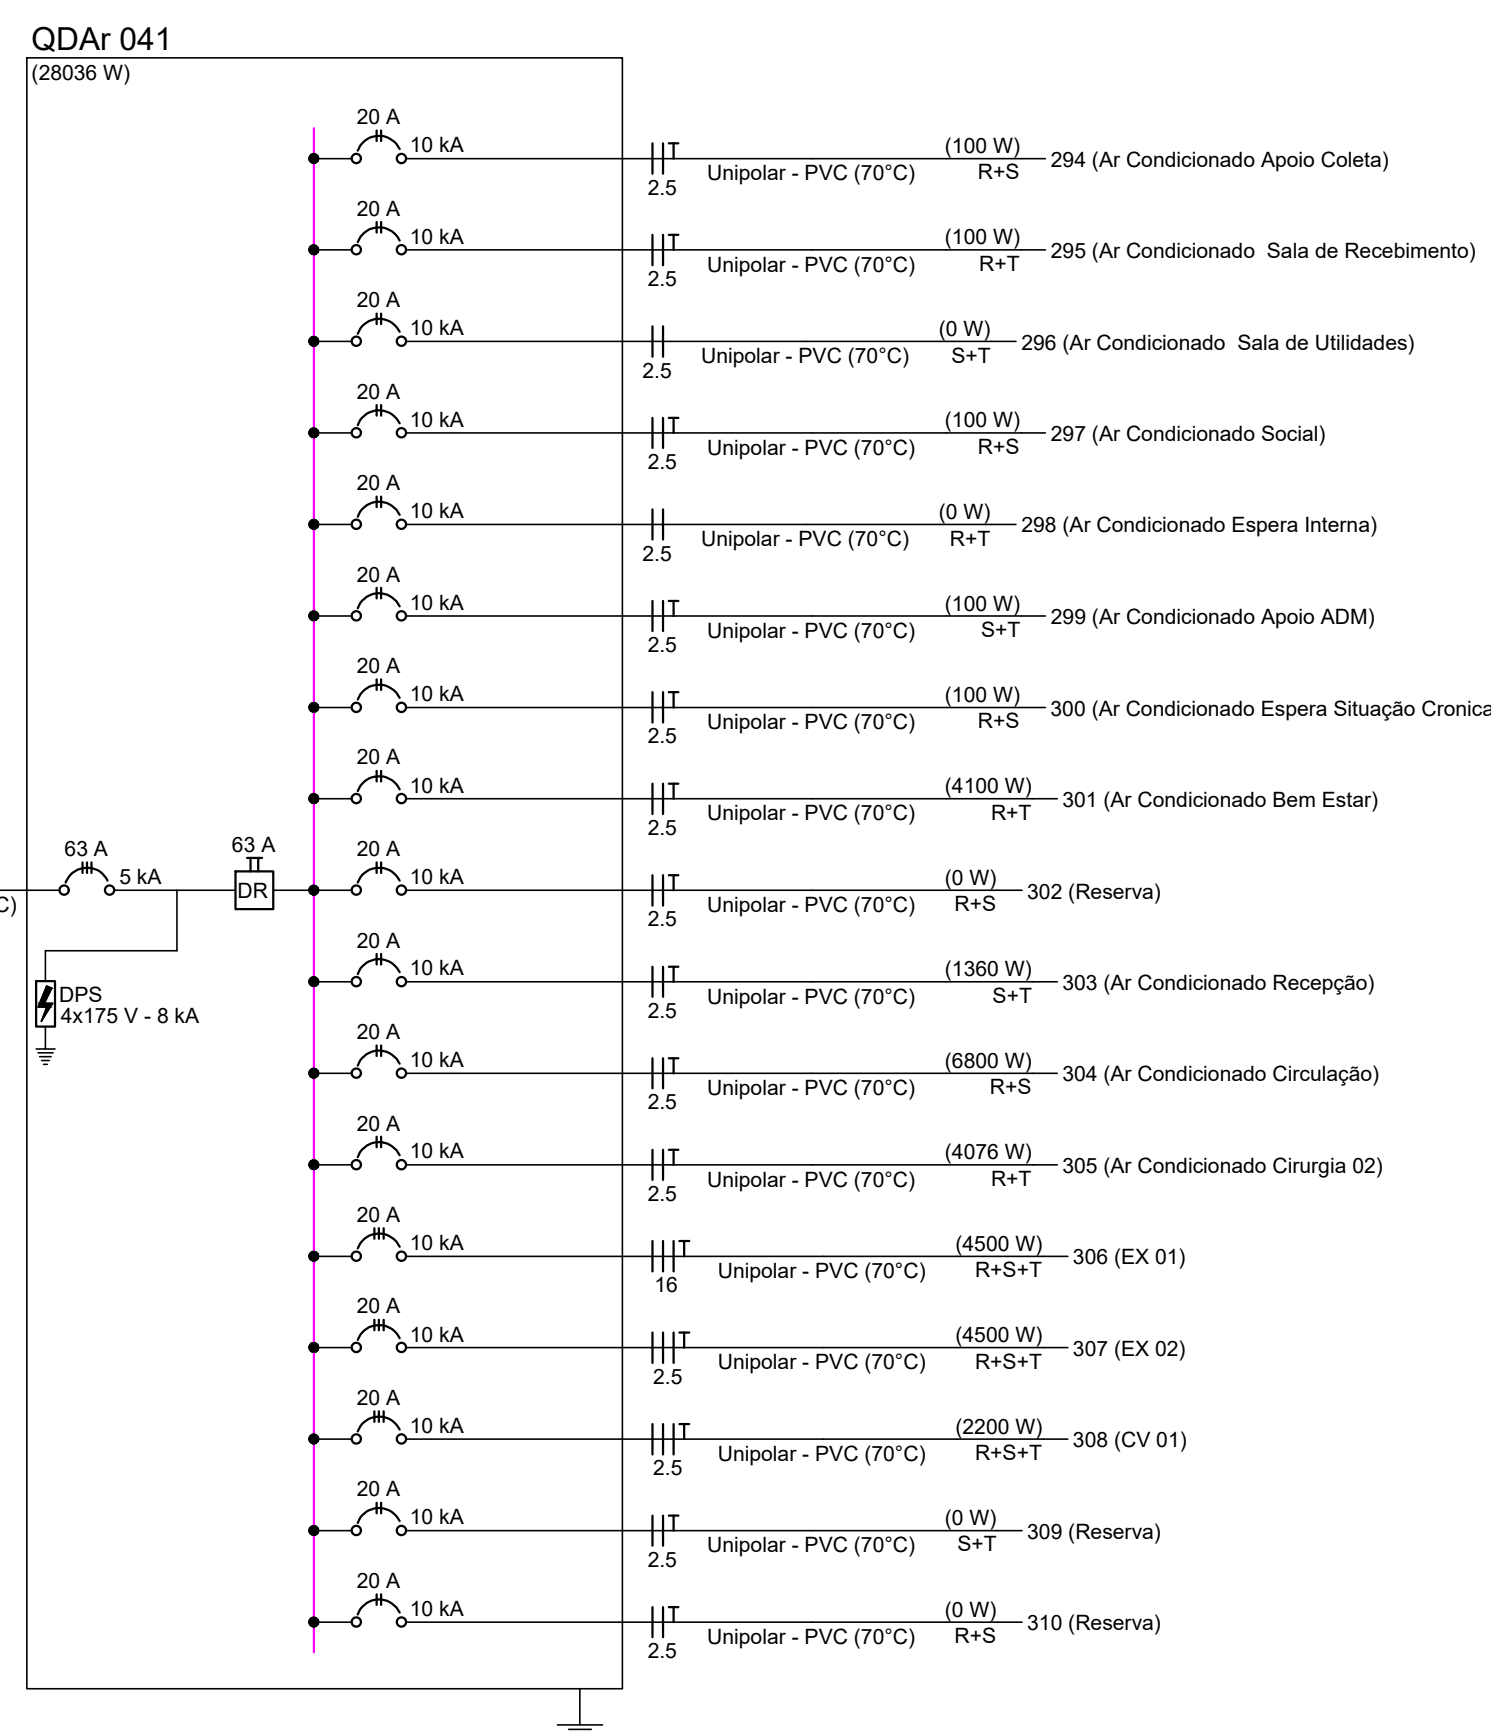 QDAr 041
(28036 W)
20 A
10 kA
2.5
Unipolar - PVC (70°C)
(100 W)
R+S
294 (Ar Condicionado Apoio Coleta)
20 A
10 kA
2.5
Unipolar - PVC (70°C)
(100 W)
R+T
295 (Ar Condicionado  Sala de Recebimento)
20 A
10 kA
2.5
Unipolar - PVC (70°C)
(0 W)
S+T
296 (Ar Condicionado  Sala de Utilidades)
20 A
10 kA
2.5
Unipolar - PVC (70°C)
(100 W)
R+S
297 (Ar Condicionado Social)
20 A
10 kA
2.5
Unipolar - PVC (70°C)
(0 W)
R+T
298 (Ar Condicionado Espera Interna)
20 A
10 kA
2.5
Unipolar - PVC (70°C)
(100 W)
S+T
299 (Ar Condicionado Apoio ADM)
20 A
10 kA
2.5
Unipolar - PVC (70°C)
(100 W)
R+S
300 (Ar Condicionado Espera Situação Cronica
20 A
10 kA
2.5
Unipolar - PVC (70°C)
(4100 W)
R+T
301 (Ar Condicionado Bem Estar)
C)
63 A
5 kA
63 A
DR
DPS
4x175 V - 8 kA
20 A
10 kA
2.5
Unipolar - PVC (70°C)
(0 W)
R+S
302 (Reserva)
20 A
10 kA
2.5
Unipolar - PVC (70°C)
(1360 W)
S+T
303 (Ar Condicionado Recepção)
20 A
10 kA
2.5
Unipolar - PVC (70°C)
(6800 W)
R+S
304 (Ar Condicionado Circulação)
20 A
10 kA
2.5
Unipolar - PVC (70°C)
(4076 W)
R+T
305 (Ar Condicionado Cirurgia 02)
20 A
10 kA
16
Unipolar - PVC (70°C)
(4500 W)
R+S+T
306 (EX 01)
20 A
10 kA
2.5
Unipolar - PVC (70°C)
(4500 W)
R+S+T
307 (EX 02)
20 A
10 kA
2.5
Unipolar - PVC (70°C)
(2200 W)
R+S+T
308 (CV 01)
20 A
10 kA
2.5
Unipolar - PVC (70°C)
(0 W)
S+T
309 (Reserva)
20 A
10 kA
2.5
Unipolar - PVC (70°C)
(0 W)
R+S
310 (Reserva)